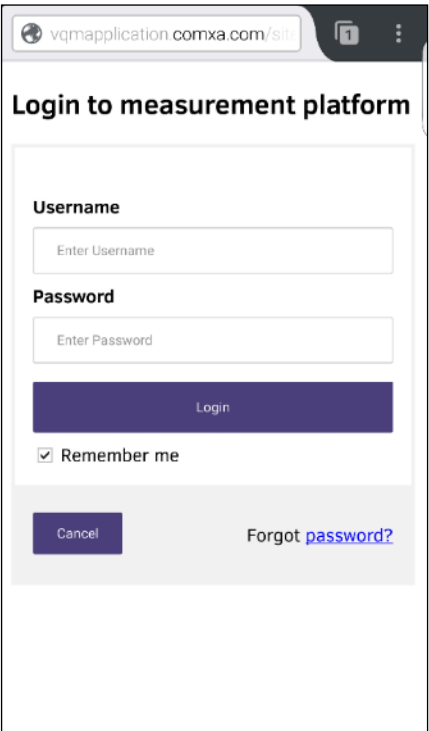 vqmapplication.comxa.com/sit
1
Login to measurement platform
Username
Enter Username
Password
Enter Password
Login
Remember me
Cancel
Forgot password?